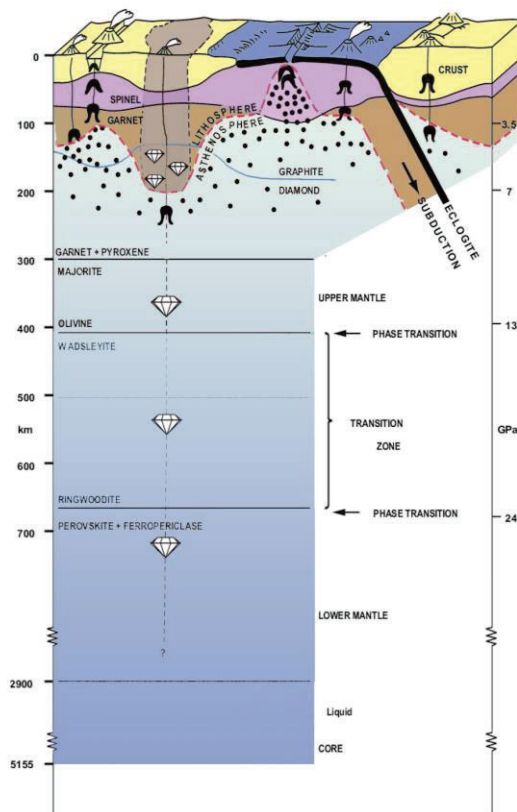 0
CRUST
SPINEL
GARNET
LITHOSPHERE
ASTHENOSPHERE
100
3.5
GRAPHITE
DIAMOND
200
7
ECLOGITE
SUBDUCTION
GARNET + PYROXENE
300
MAJORITE
UPPER MANTLE
OLIVINE
13
400
PHASE TRANSITION
WADSLEYITE
500
km
TRANSITION
ZONE
GPa
600
RINGWOODITE
PHASE TRANSITION
24
700
PEROVSKITE + FERROPERICLASE
LOWER MANTLE
?
2900
Liquid
CORE
5155